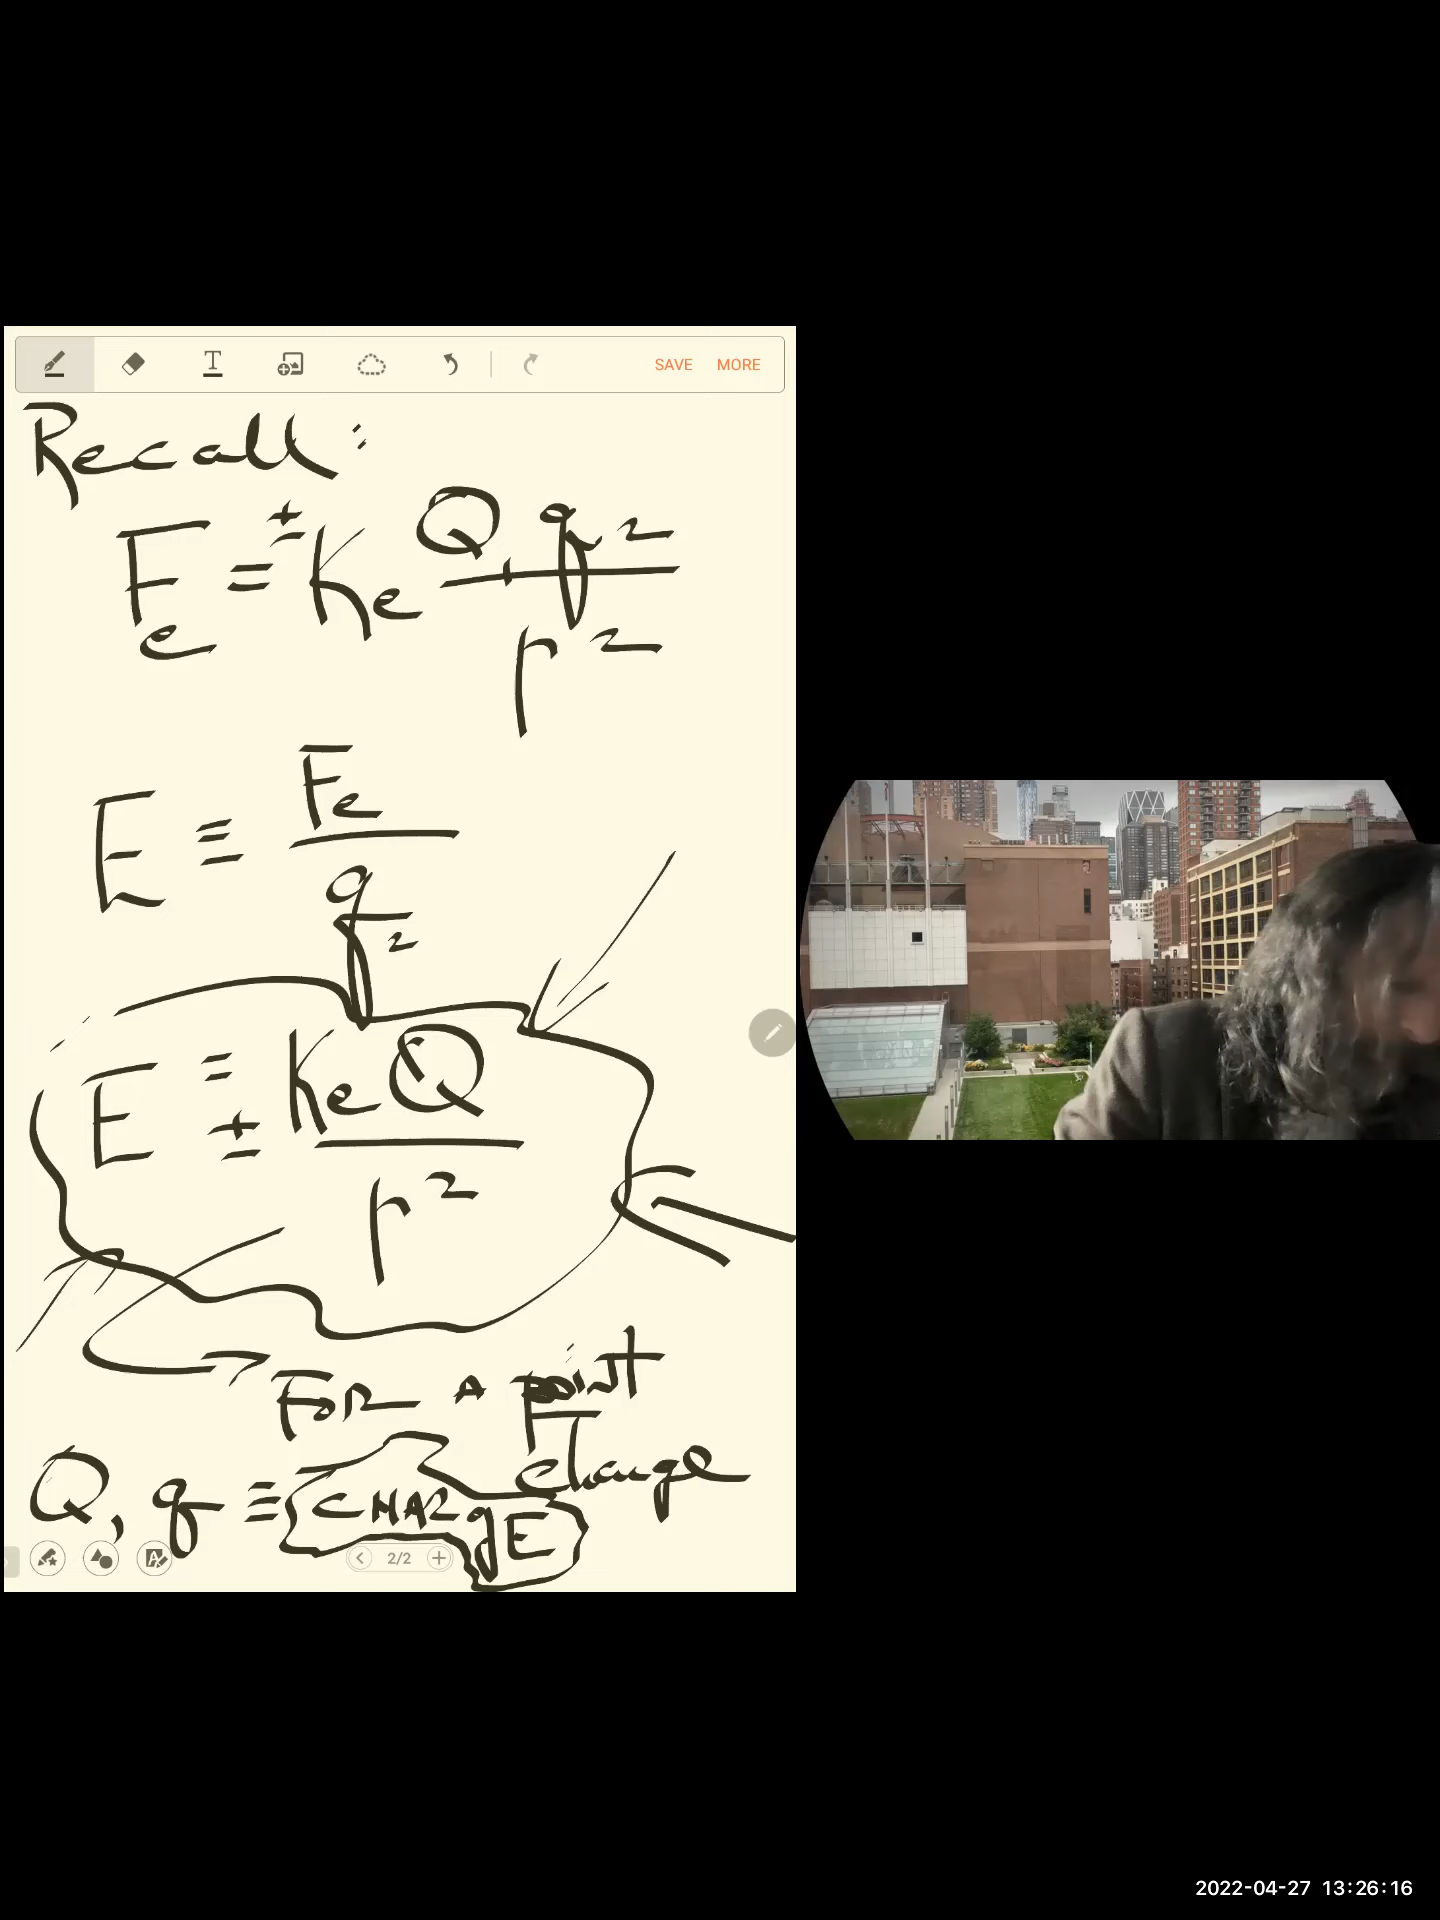 SAVE MORE
Recall:
Fe = ± Ke Q₁ q₂ / r²
E ≡ Fe / q₂
E = ± Ke Q / r²
FOR A point
charge
Q, q ≡ CHARgE
2/2
2022-04-27 13:26:16